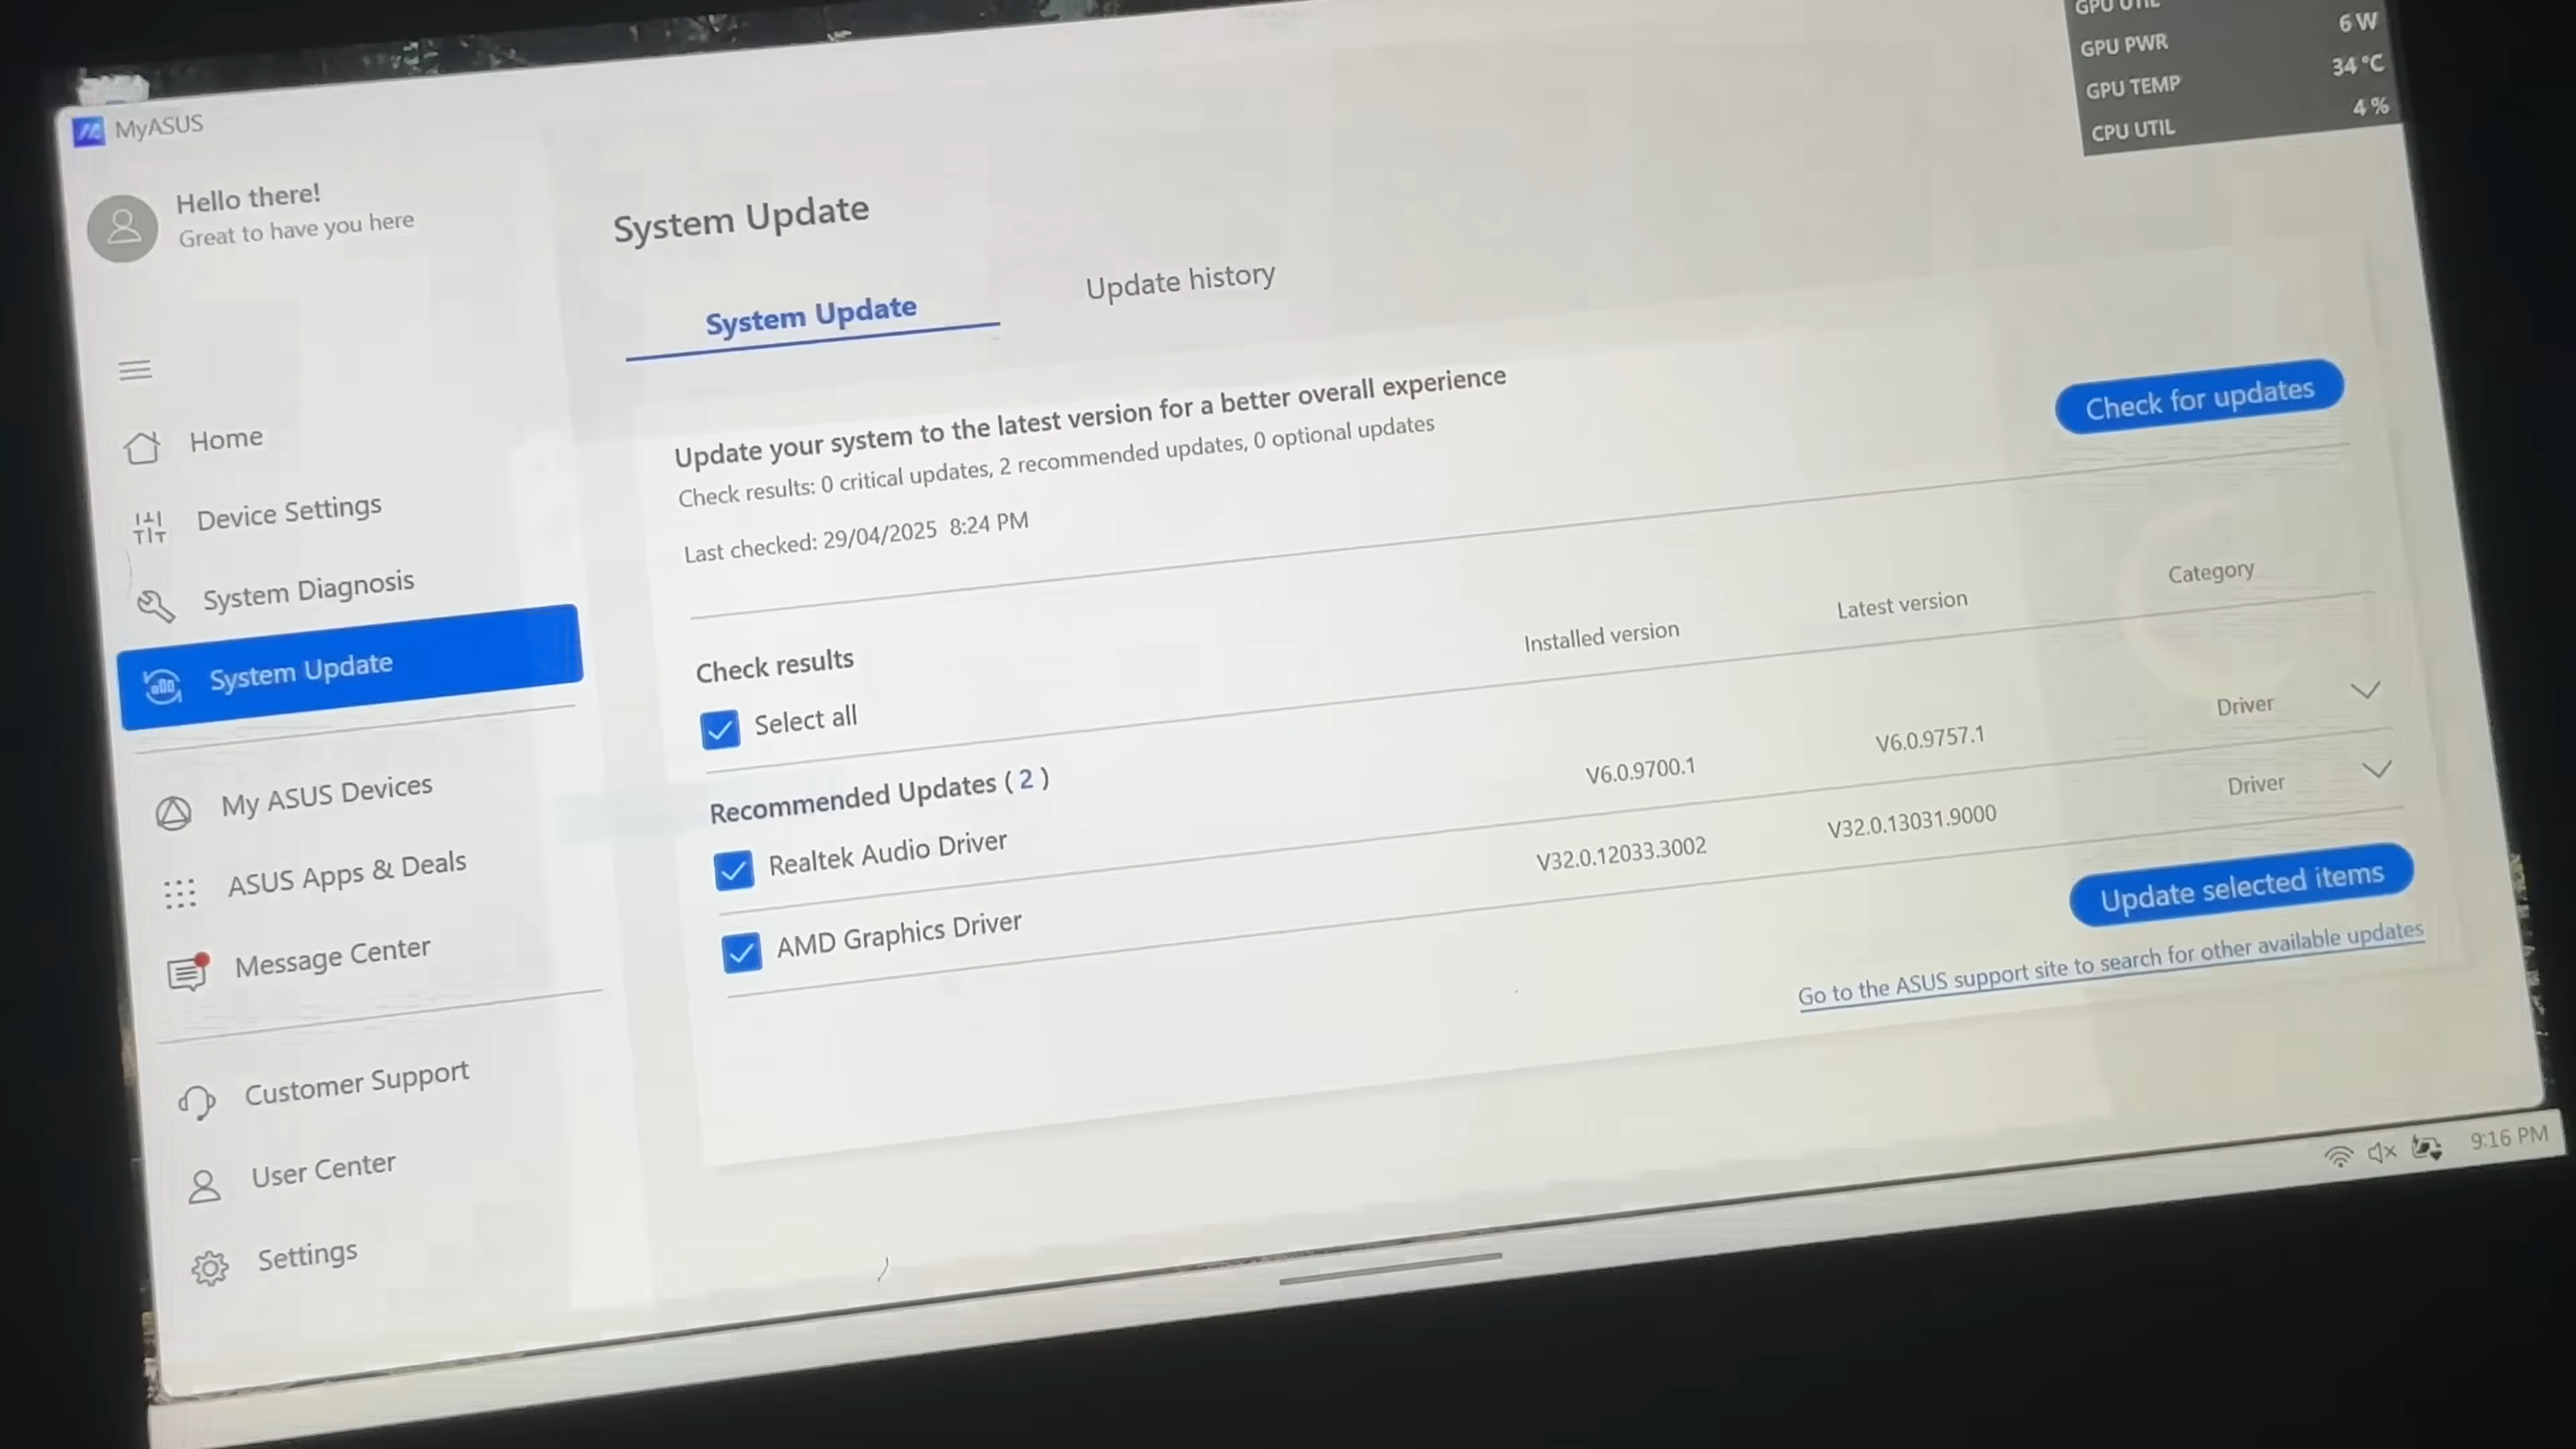 GPU UTIL
GPU PWR 6 W
GPU TEMP 34 °C
CPU UTIL 4 %
MyASUS
Hello there!
Great to have you here
Home
Device Settings
System Diagnosis
System Update
My ASUS Devices
ASUS Apps & Deals
Message Center
Customer Support
User Center
Settings
System Update
System Update Update history
Update your system to the latest version for a better overall experience
Check results: 0 critical updates, 2 recommended updates, 0 optional updates
Last checked: 29/04/2025 8:24 PM
Check for updates
Check results Installed version Latest version Category
Select all
Recommended Updates ( 2 )
Realtek Audio Driver V6.0.9700.1 V6.0.9757.1 Driver
AMD Graphics Driver V32.0.12033.3002 V32.0.13031.9000 Driver
Update selected items
Go to the ASUS support site to search for other available updates
9:16 PM